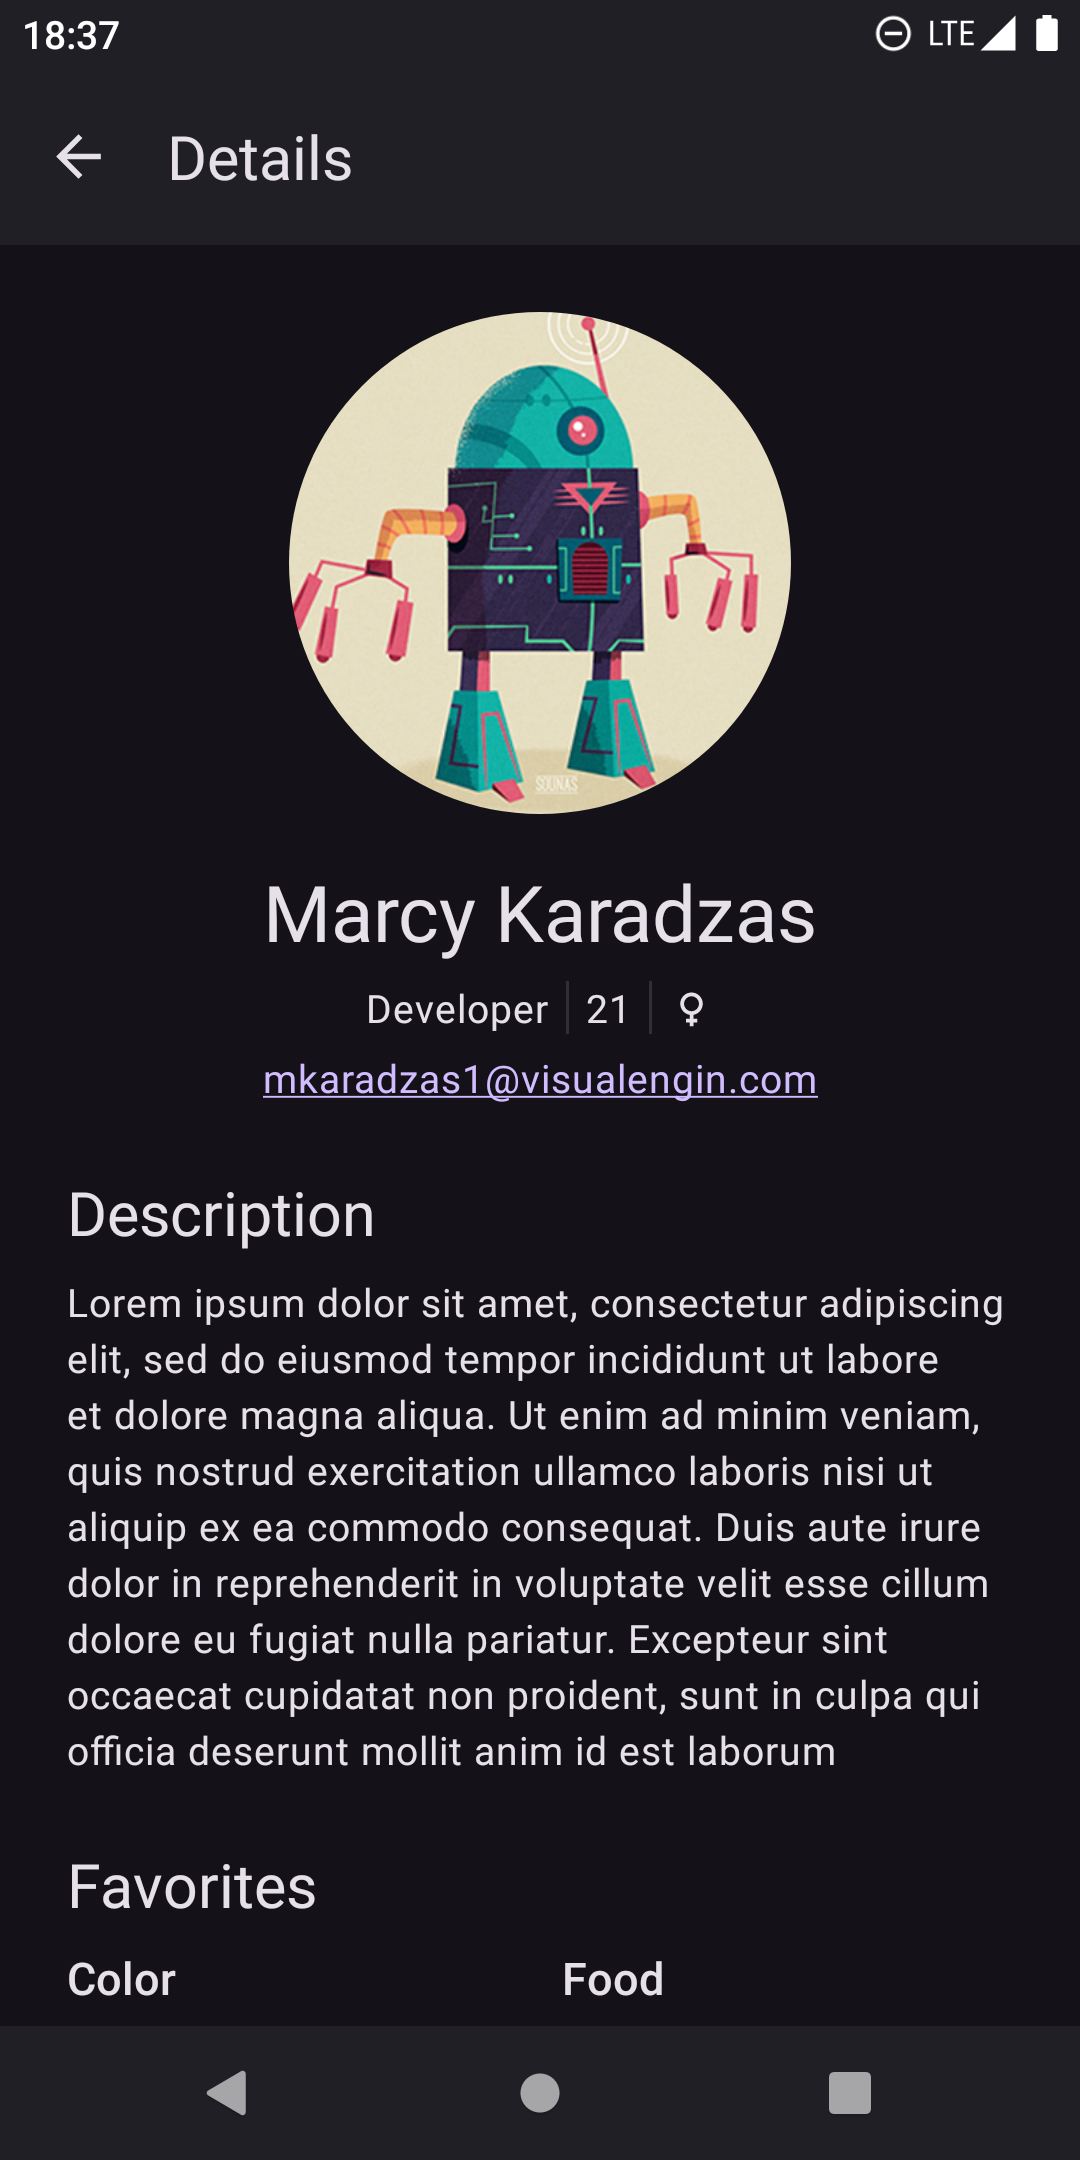 18:37
LTE
Details
SOUNAS
Marcy Karadzas
Developer 21
mkaradzas1@visualengin.com
Description
Lorem ipsum dolor sit amet, consectetur adipiscing
elit, sed do eiusmod tempor incididunt ut labore
et dolore magna aliqua. Ut enim ad minim veniam,
quis nostrud exercitation ullamco laboris nisi ut
aliquip ex ea commodo consequat. Duis aute irure
dolor in reprehenderit in voluptate velit esse cillum
dolore eu fugiat nulla pariatur. Excepteur sint
occaecat cupidatat non proident, sunt in culpa qui
officia deserunt mollit anim id est laborum
Favorites
Color Food